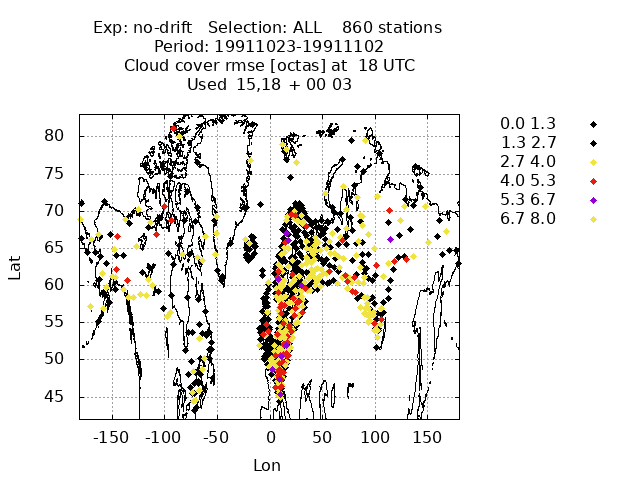 Exp: no-drift Selection: ALL 860 stations
Period: 19911023-19911102
Cloud cover rmse [octas] at 18 UTC
Used 15,18 + 00 03
0.0 1.3
1.3 2.7
2.7 4.0
4.0 5.3
5.3 6.7
6.7 8.0
80
75
70
65
60
55
50
45
Lat
-150 -100 -50 0 50 100 150
Lon